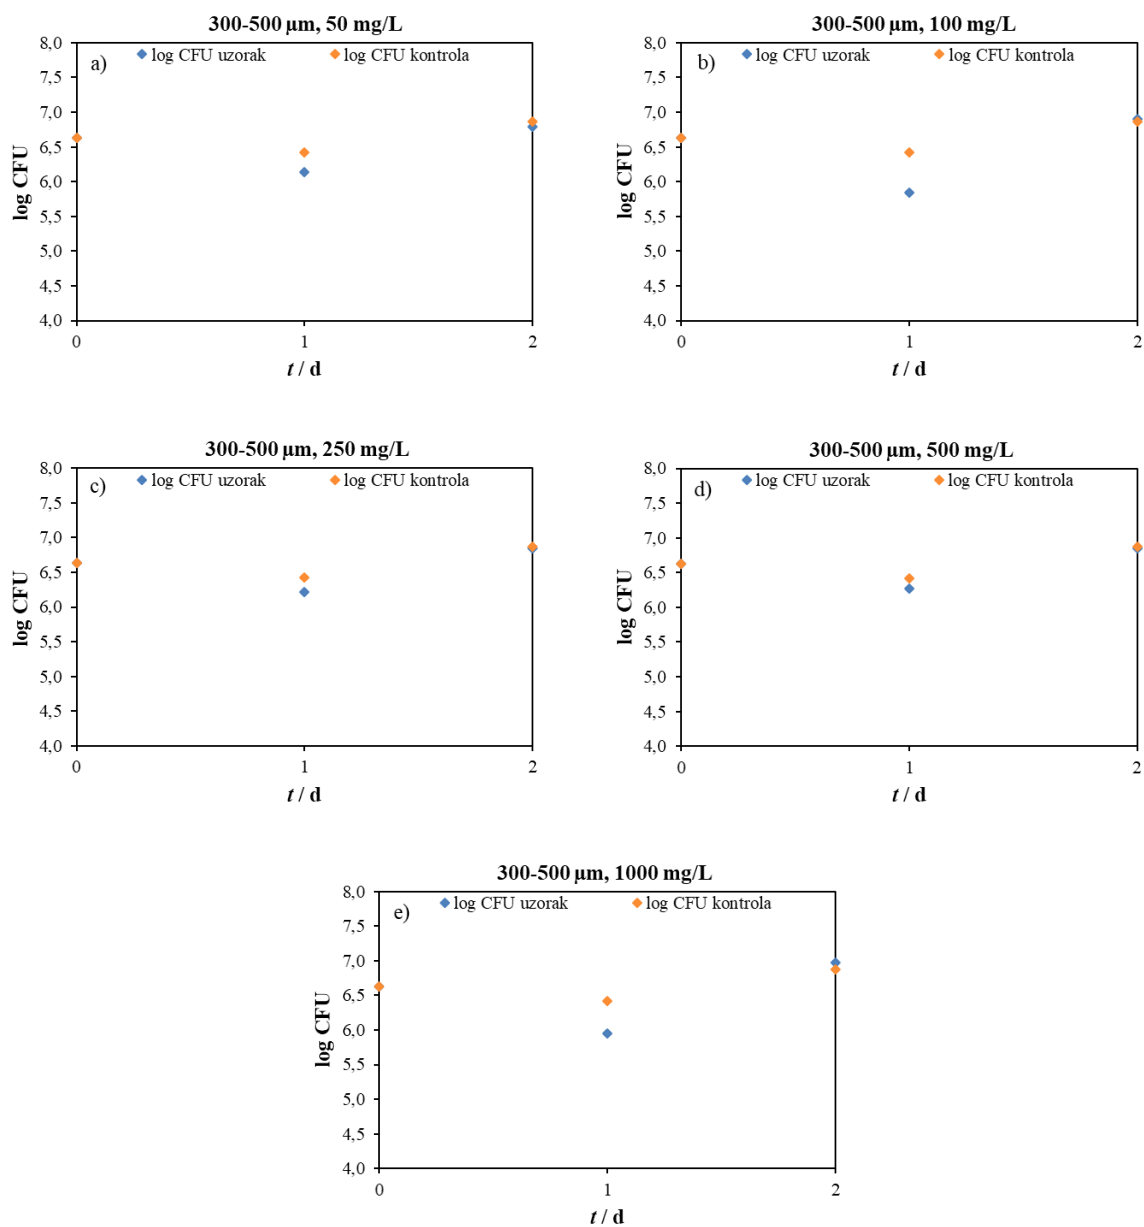 300-500 µm, 50 mg/L
a)
log CFU uzorak
log CFU kontrola
log CFU
8,0
7,5
7,0
6,5
6,0
5,5
5,0
4,5
4,0
0 1 2
t / d
300-500 µm, 100 mg/L
b)
log CFU uzorak
log CFU kontrola
log CFU
8,0
7,5
7,0
6,5
6,0
5,5
5,0
4,5
4,0
0 1 2
t / d
300-500 µm, 250 mg/L
c)
log CFU uzorak
log CFU kontrola
log CFU
8,0
7,5
7,0
6,5
6,0
5,5
5,0
4,5
4,0
0 1 2
t / d
300-500 µm, 500 mg/L
d)
log CFU uzorak
log CFU kontrola
log CFU
8,0
7,5
7,0
6,5
6,0
5,5
5,0
4,5
4,0
0 1 2
t / d
300-500 µm, 1000 mg/L
e)
log CFU uzorak
log CFU kontrola
log CFU
8,0
7,5
7,0
6,5
6,0
5,5
5,0
4,5
4,0
0 1 2
t / d